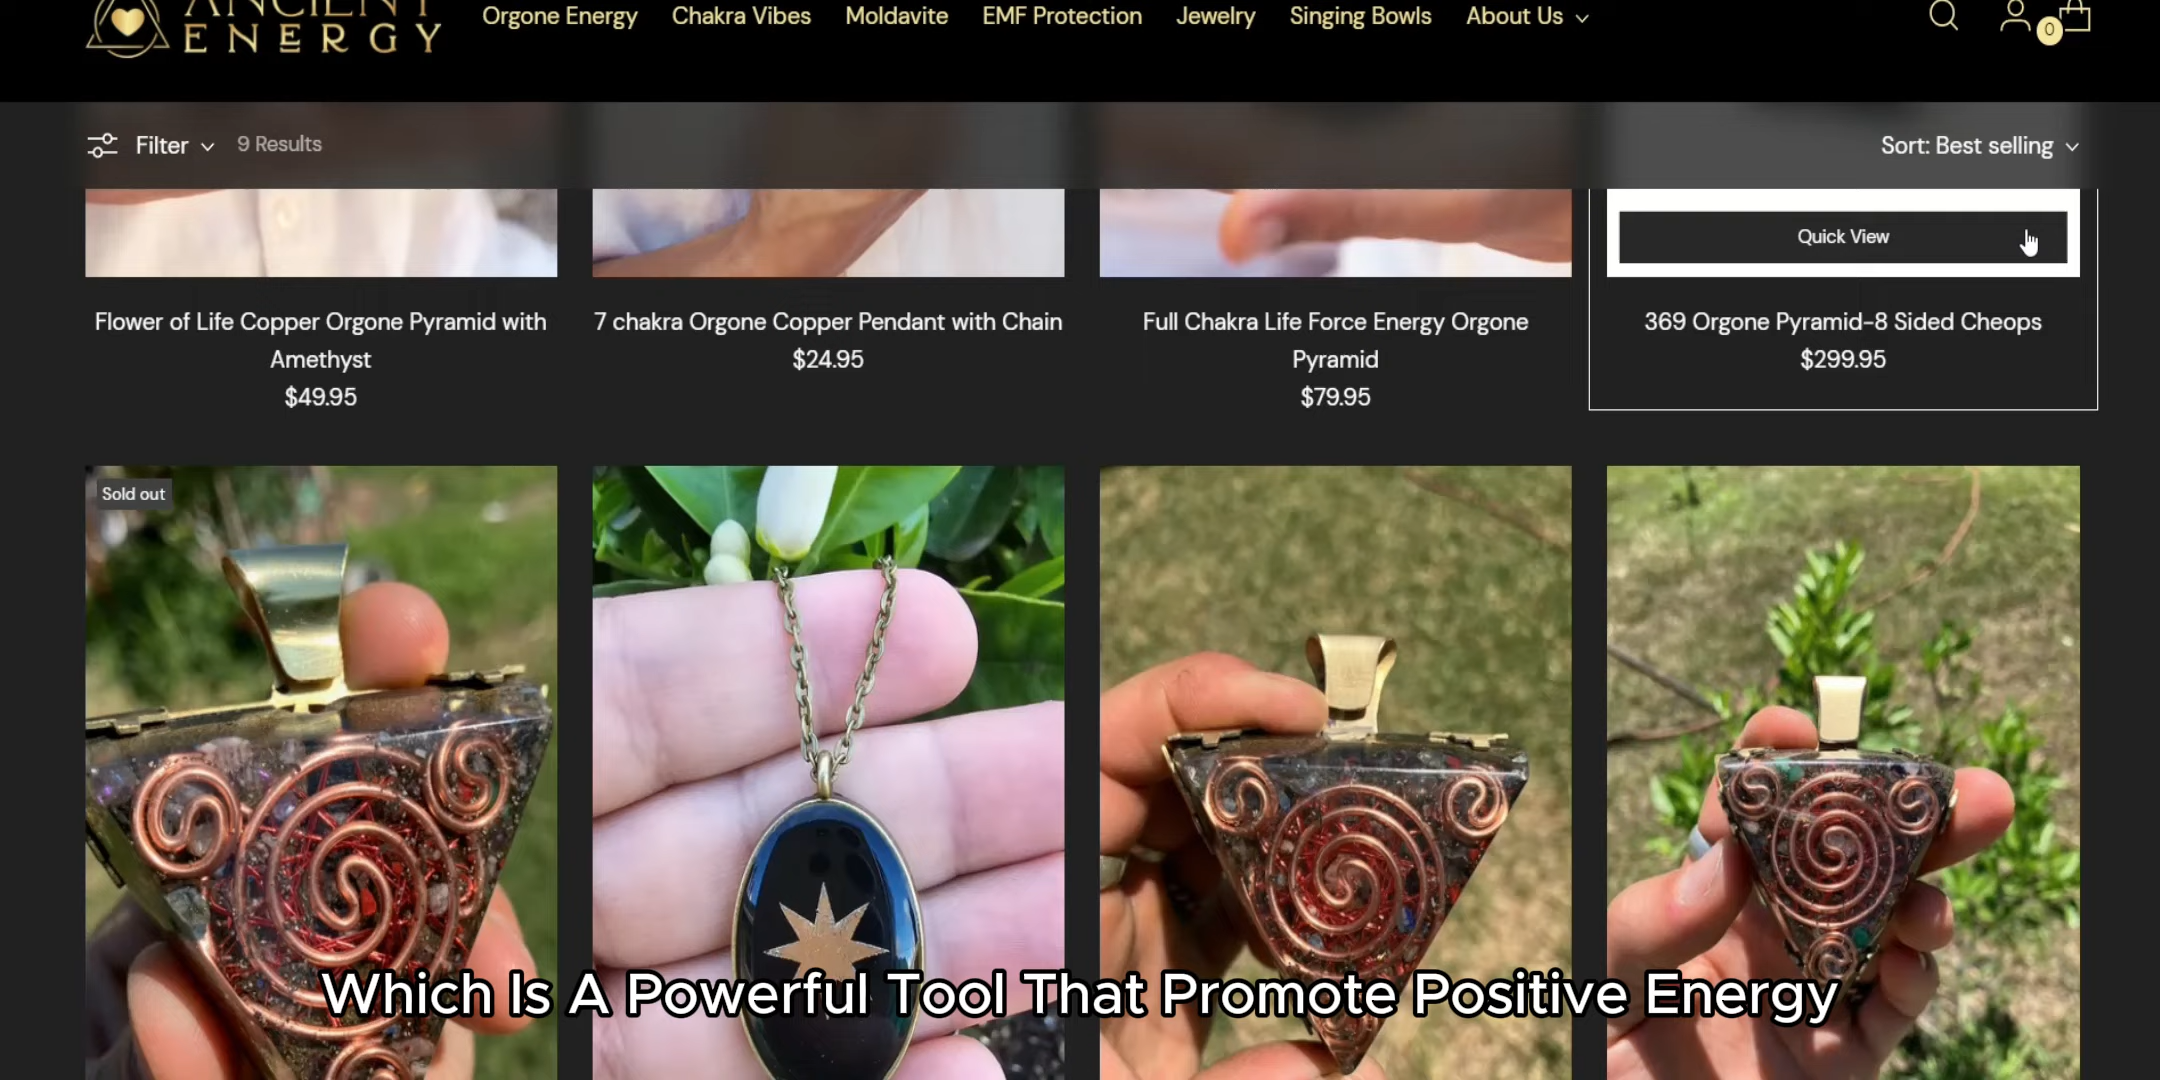 ANCIENT
ENERGY
Orgone Energy
Chakra Vibes
Moldavite
EMF Protection
Jewelry
Singing Bowls
About Us
0
Filter
9 Results
Sort: Best selling
Quick View
Flower of Life Copper Orgone Pyramid with
Amethyst
$49.95
7 chakra Orgone Copper Pendant with Chain
$24.95
Full Chakra Life Force Energy Orgone
Pyramid
$79.95
369 Orgone Pyramid-8 Sided Cheops
$299.95
Sold out
Which Is A Powerful Tool That Promote Positive Energy